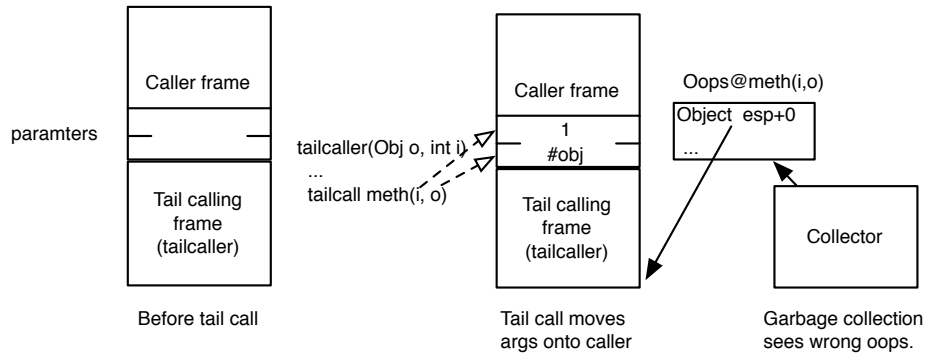 Caller frame
paramters
Tail calling
frame
(tailcaller)
Before tail call
tailcaller(Obj o, int i)
...
tailcall meth(i, o)
Caller frame
1
#obj
Tail calling
frame
(tailcaller)
Tail call moves
args onto caller
Oops@meth(i,o)
Object esp+0
...
Collector
Garbage collection
sees wrong oops.